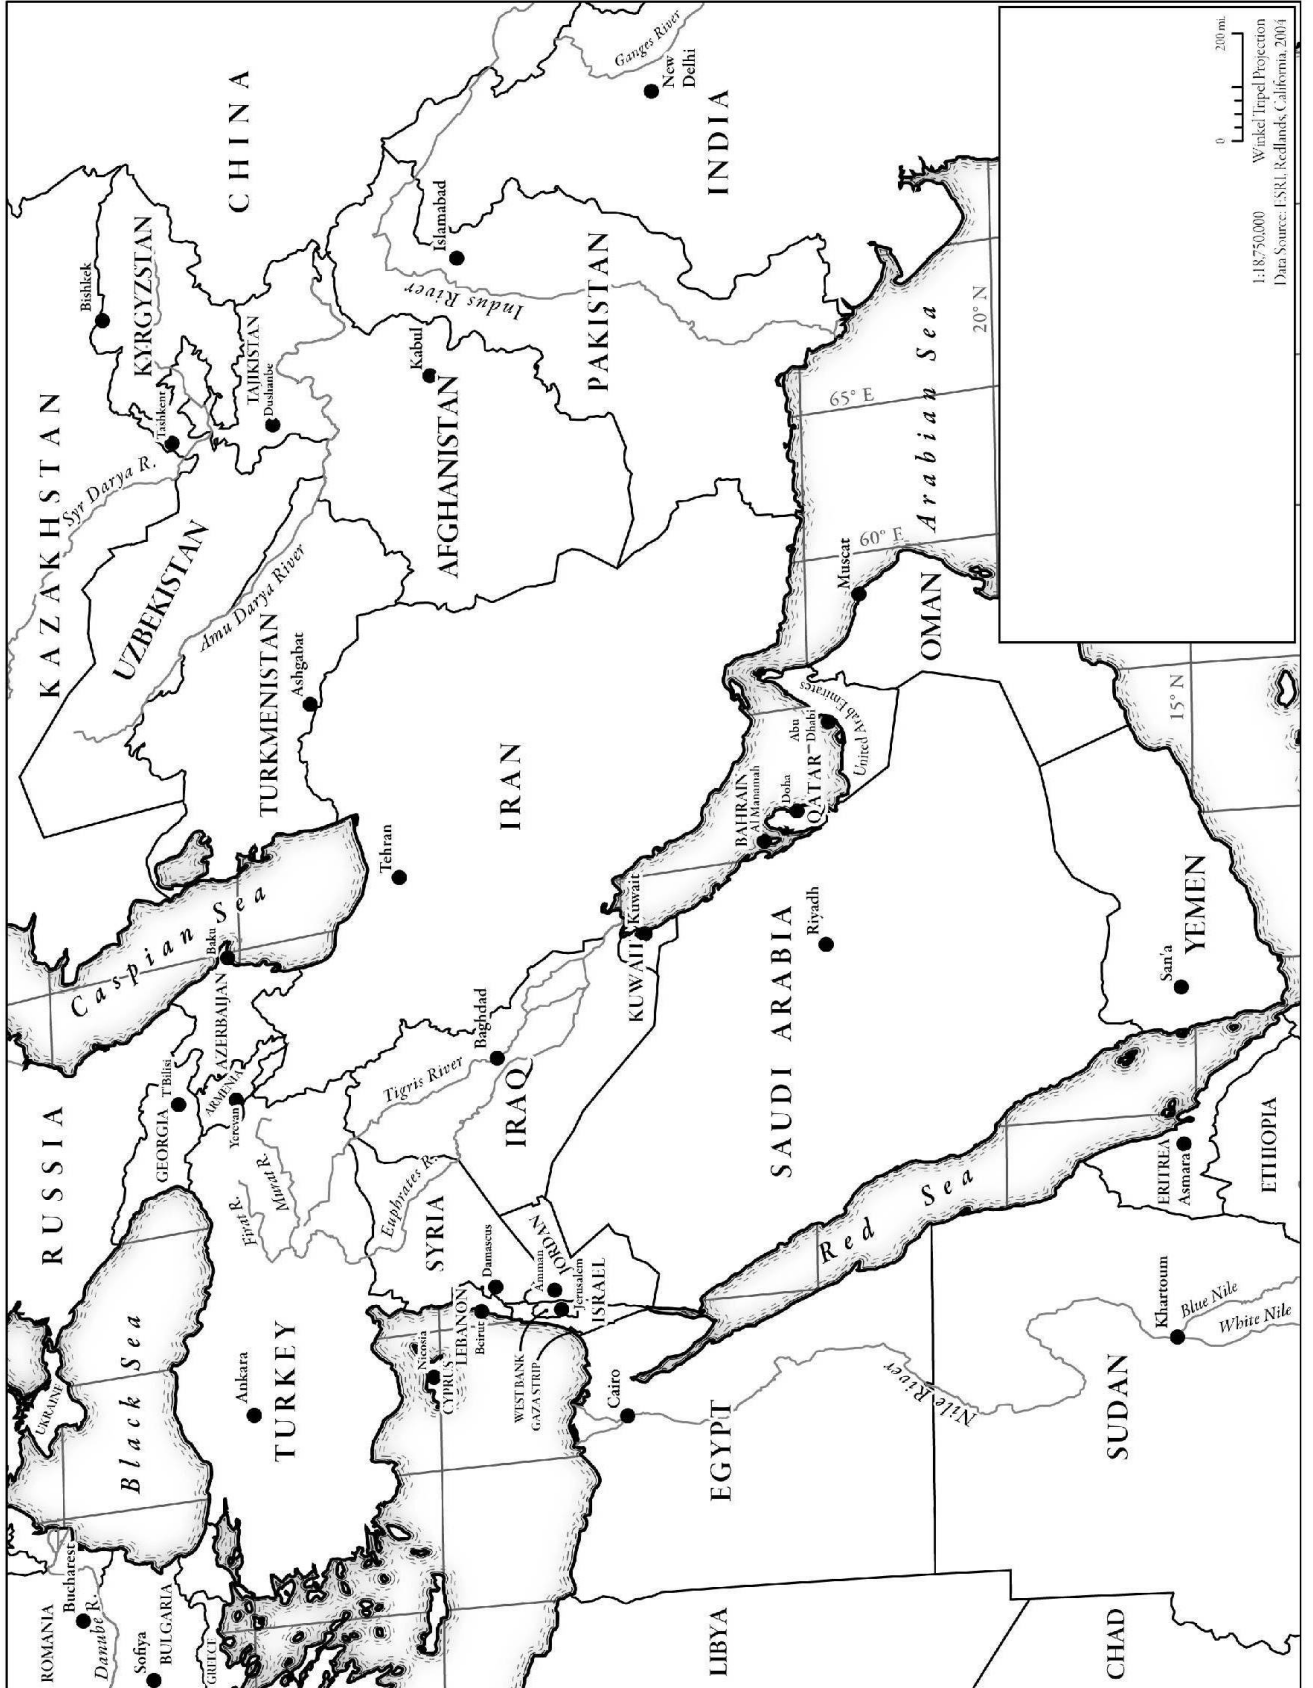 ROMANIA
Bucharest
Danube R.
Sofiya
BULGARIA
GREECE
UKRAINE
Black Sea
RUSSIA
GEORGIA
T'Bilisi
ARMENIA
Yerevan
AZERBAIJAN
Baku
Caspian Sea
KAZAKHSTAN
Syr Darya R.
UZBEKISTAN
Tashkent
Amu Darya River
TURKMENISTAN
Ashgabat
KYRGYZSTAN
Bishkek
TAJIKISTAN
Dushanbe
CHINA
Ankara
TURKEY
Firat R.
Murat R.
Nicosia
CYPRUS
LEBANON
Beirut
SYRIA
Damascus
Euphrates R.
Tigris River
Baghdad
IRAQ
Tehran
IRAN
AFGHANISTAN
Kabul
Islamabad
Indus River
PAKISTAN
Ganges River
New
Delhi
INDIA
WEST BANK
GAZA STRIP
Amman
JORDAN
Jerusalem
ISRAEL
KUWAIT
Kuwait
Cairo
EGYPT
Nile River
LIBYA
SAUDI ARABIA
Riyadh
BAHRAIN
Al Manamah
Doha
QATAR
Abu
Dhabi
United Arab Emirates
Muscat
OMAN
65° E
60° E
20° N
Arabian Sea
Red Sea
CHAD
SUDAN
Khartoum
Blue Nile
White Nile
ERITREA
Asmara
ETHIOPIA
San'a
YEMEN
15° N
0 200 mi.
1:18,750,000 Winkel Tripel Projection
Data Source: ESRI, Redlands, California, 2004